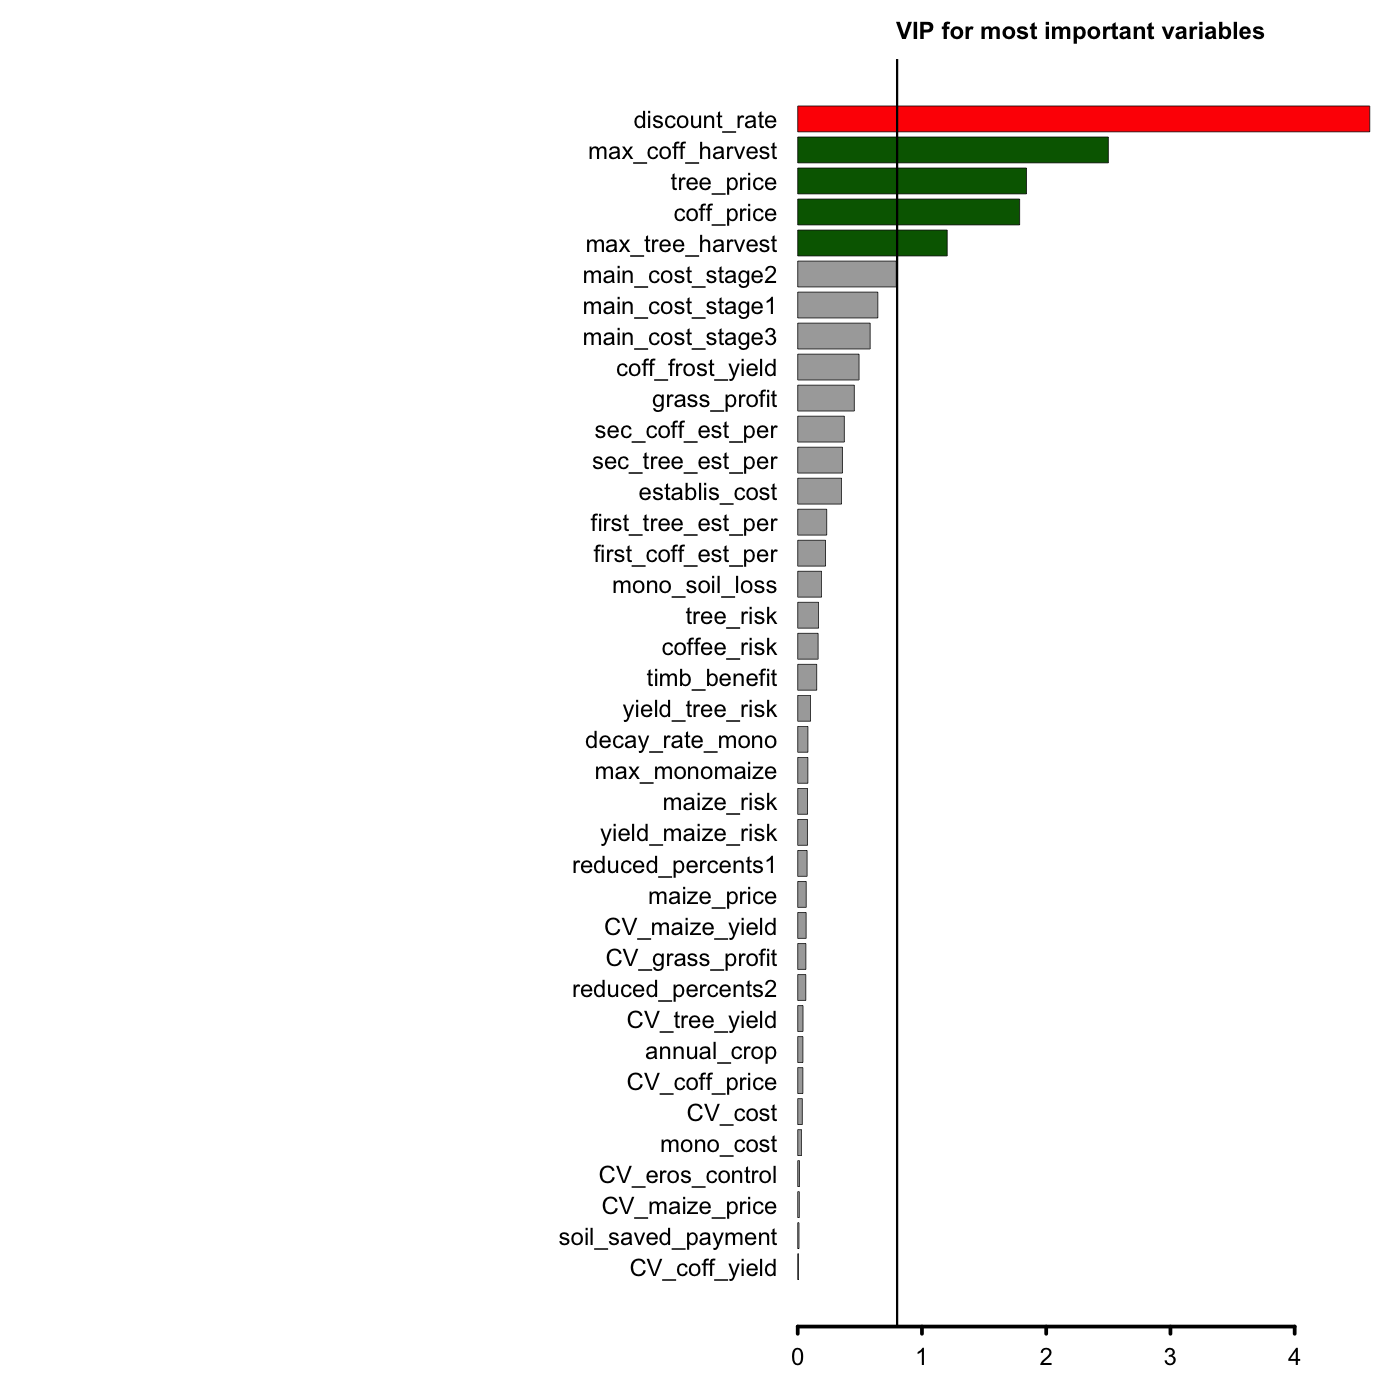 VIP for most important variables
discount_rate
max_coff_harvest
tree_price
coff_price
max_tree_harvest
main_cost_stage2
main_cost_stage1
main_cost_stage3
coff_frost_yield
grass_profit
sec_coff_est_per
sec_tree_est_per
establis_cost
first_tree_est_per
first_coff_est_per
mono_soil_loss
tree_risk
coffee_risk
timb_benefit
yield_tree_risk
decay_rate_mono
max_monomaize
maize_risk
yield_maize_risk
reduced_percents1
maize_price
CV_maize_yield
CV_grass_profit
reduced_percents2
CV_tree_yield
annual_crop
CV_coff_price
CV_cost
mono_cost
CV_eros_control
CV_maize_price
soil_saved_payment
CV_coff_yield
0 1 2 3 4